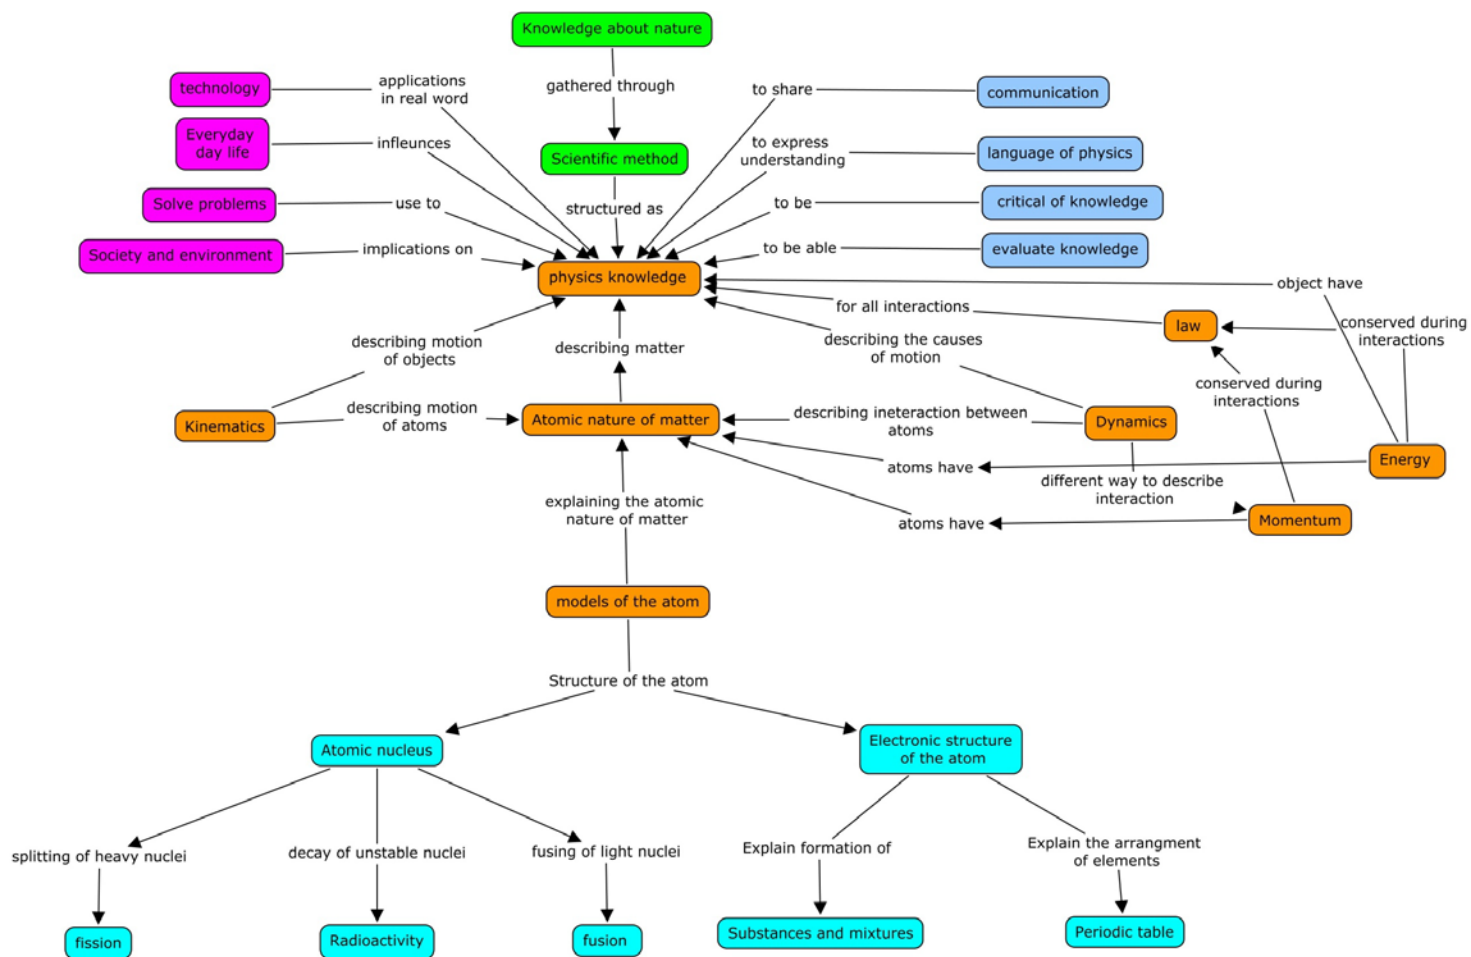 Knowledge about nature
technology
applications
in real word
gathered through
to share
communication
Everyday
day life
infleunces
Scientific method
to express
understanding
language of physics
Solve problems
use to
structured as
to be
critical of knowledge
Society and environment
implications on
physics knowledge
to be able
evaluate knowledge
object have
for all interactions
law
conserved during
interactions
describing motion
of objects
describing matter
describing the causes
of motion
conserved during
interactions
Kinematics
describing motion
of atoms
Atomic nature of matter
describing ineteraction between
atoms
Dynamics
atoms have
Energy
different way to describe
interaction
explaining the atomic
nature of matter
atoms have
Momentum
models of the atom
Structure of the atom
Atomic nucleus
Electronic structure
of the atom
splitting of heavy nuclei
decay of unstable nuclei
fusing of light nuclei
Explain formation of
Explain the arrangment
of elements
fission
Radioactivity
fusion
Substances and mixtures
Periodic table